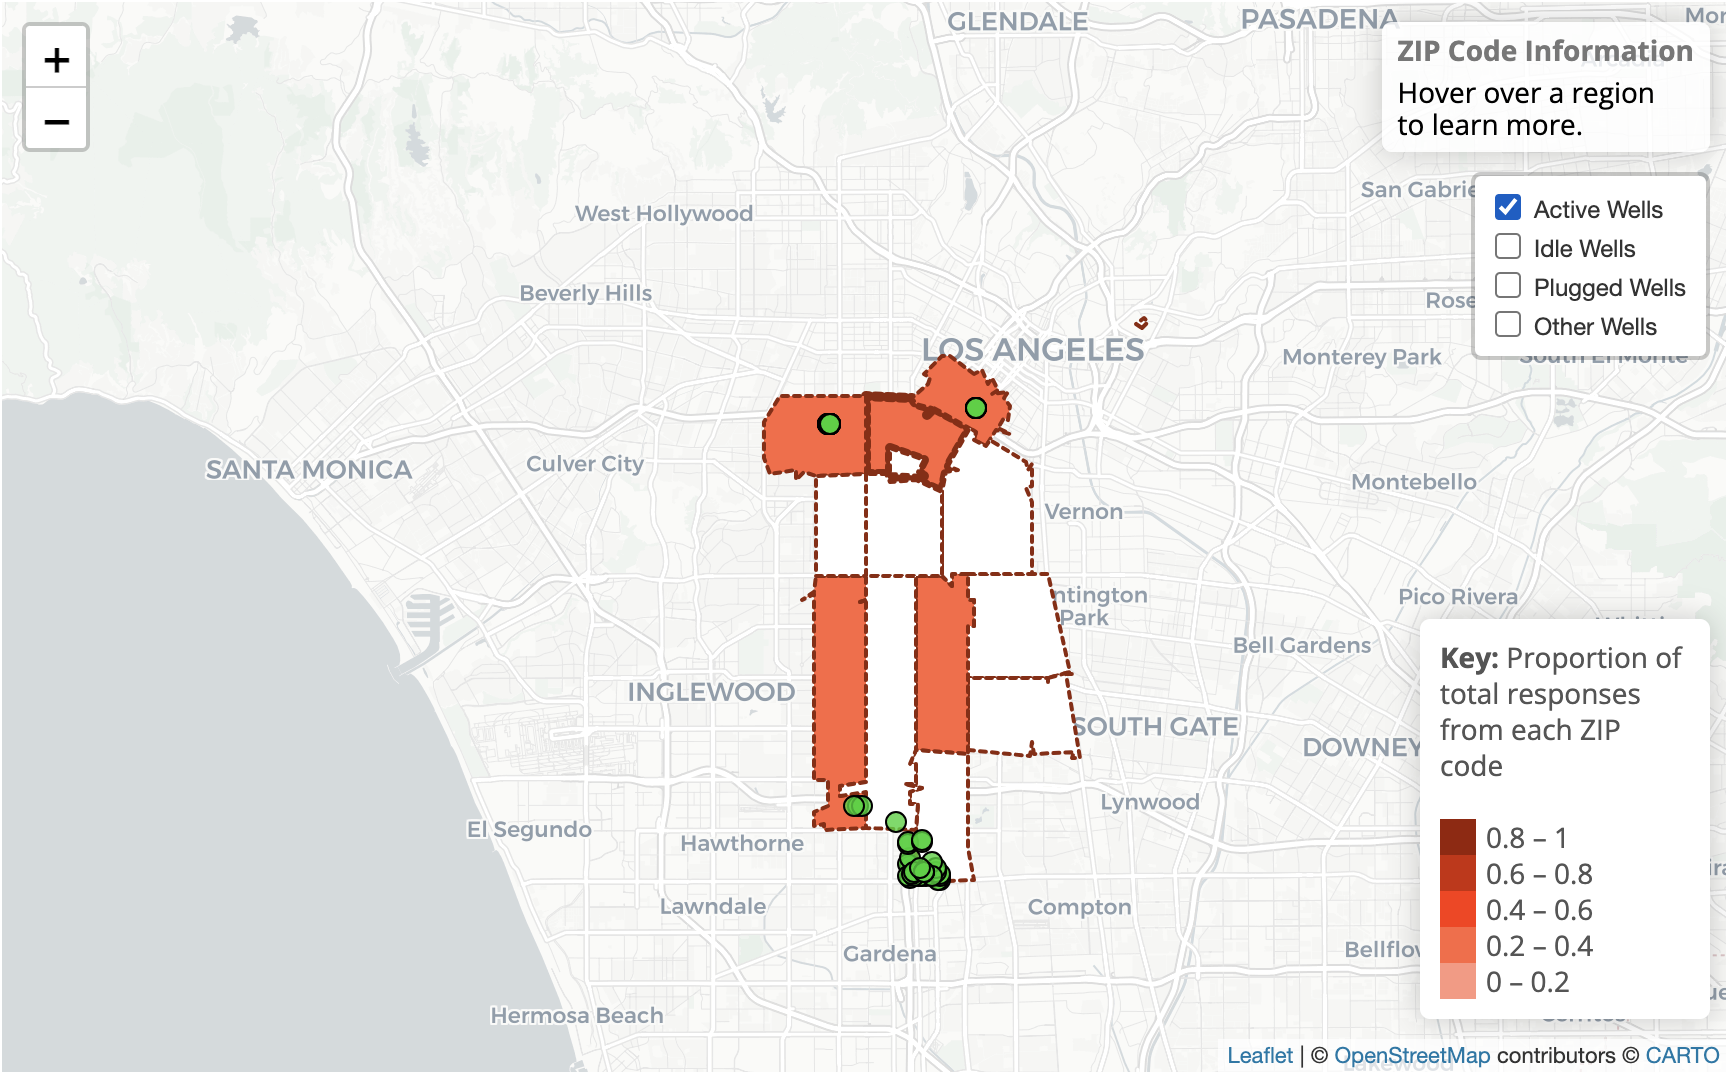 +
−
GLENDALE
PASADENA
ZIP Code Information
Hover over a region
to learn more.
West Hollywood
San Gabrie
Active Wells
Idle Wells
Plugged Wells
Other Wells
Beverly Hills
Rose
LOS ANGELES
Monterey Park
South El Monte
SANTA MONICA
Culver City
Montebello
Vernon
ntington
Park
Pico Rivera
Bell Gardens
INGLEWOOD
SOUTH GATE
DOWNEY
Key: Proportion of
total responses
from each ZIP
code
Lynwood
El Segundo
Hawthorne
0.8 – 1
0.6 – 0.8
0.4 – 0.6
0.2 – 0.4
0 – 0.2
Lawndale
Compton
Gardena
Bellflo
Hermosa Beach
Leaflet | © OpenStreetMap contributors © CARTO